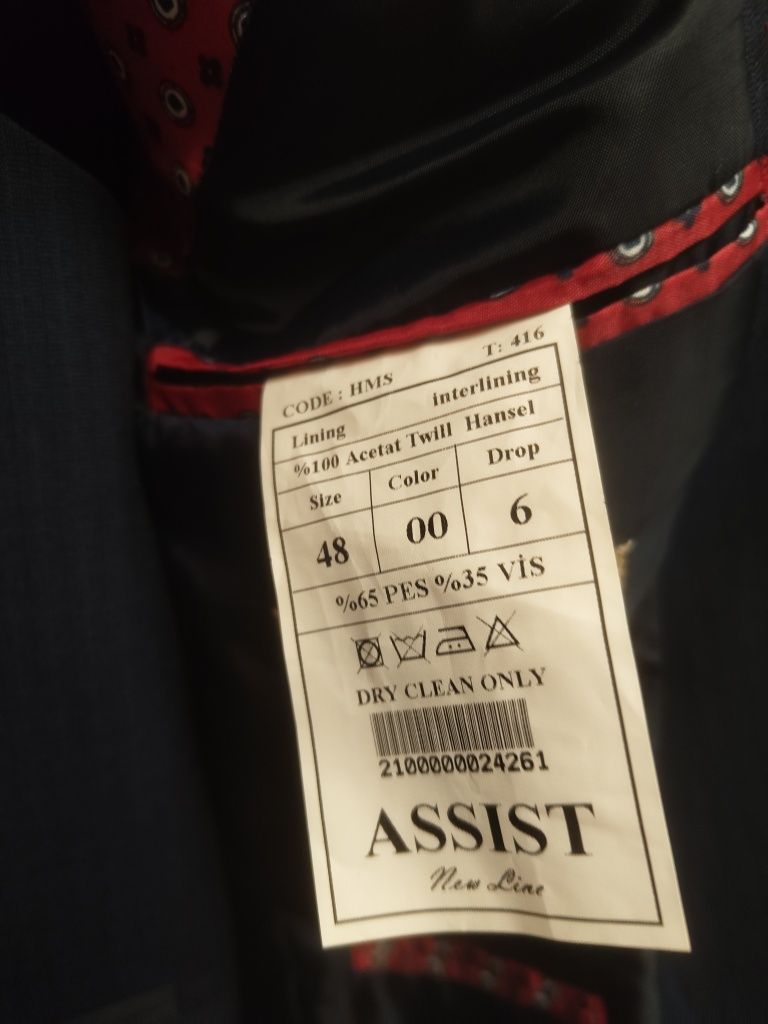 CODE : HMS T: 416
Lining interlining
%100 Acetat Twill Hansel
Size Color Drop
48 00 6
%65 PES %35 VİS
DRY CLEAN ONLY
2100000024261
ASSIST
New Line